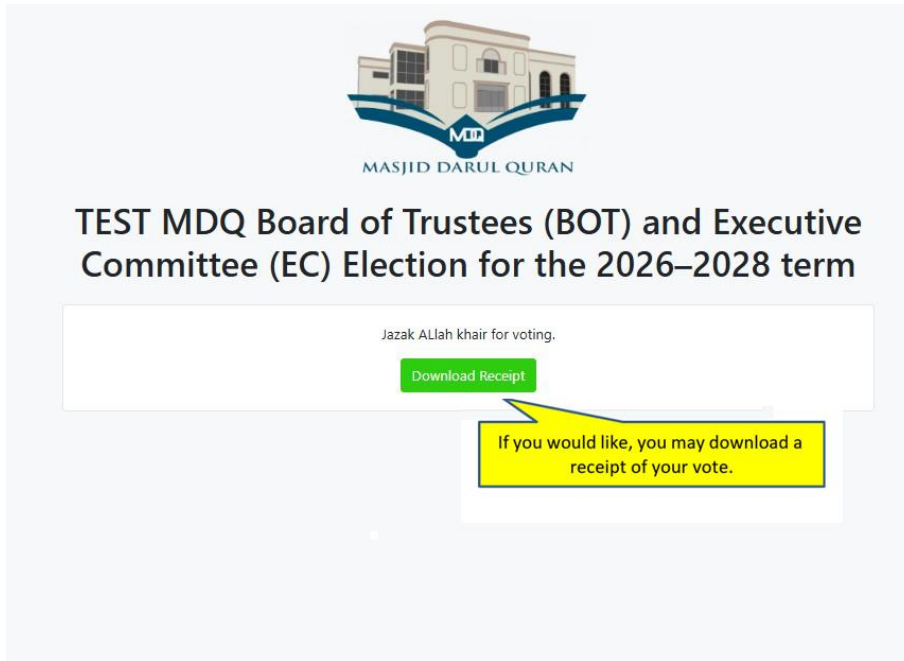 MDQ
MASJID DARUL QURAN
TEST MDQ Board of Trustees (BOT) and Executive
Committee (EC) Election for the 2026–2028 term
Jazak ALlah khair for voting.
Download Receipt
If you would like, you may download a
receipt of your vote.